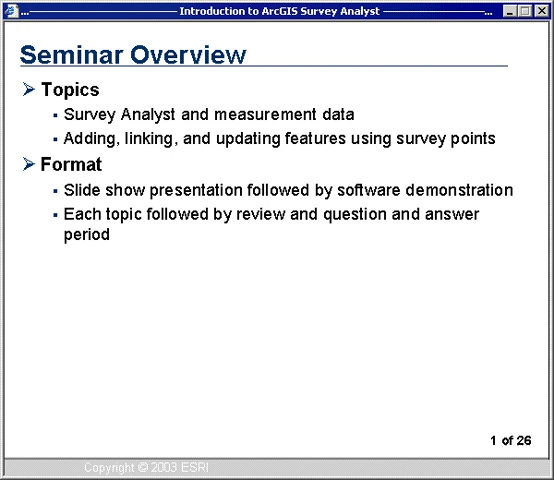 ... Introduction to ArcGIS Survey Analyst ...
Seminar Overview
Topics
Survey Analyst and measurement data
Adding, linking, and updating features using survey points
Format
Slide show presentation followed by software demonstration
Each topic followed by review and question and answer
period
1 of 26
Copyright © 2003 ESRI